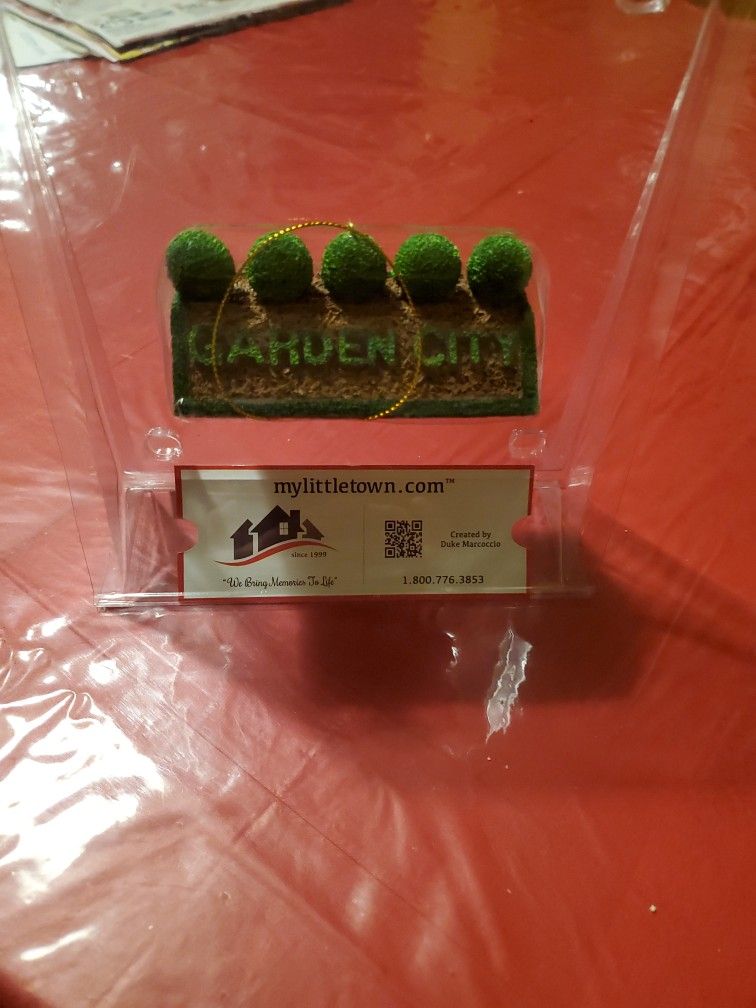 GARDEN CITY
mylittletown.com™
since 1999
"We Bring Memories To Life"
Created by
Duke Marcoccio
1.800.776.3853